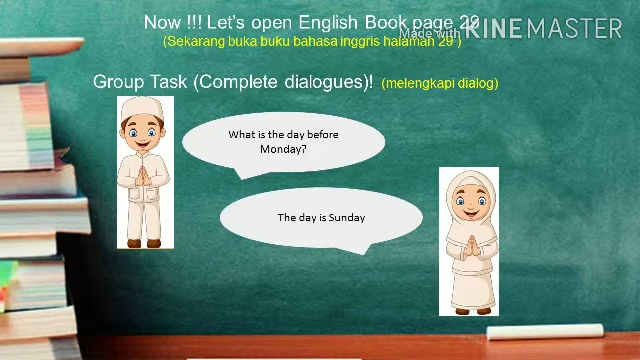 Now !!! Let's open English Book page 29
Made with KINEMASTER
(Sekarang buka buku bahasa inggris halaman 29 )
Group Task (Complete dialogues)! (melengkapi dialog)
What is the day before
Monday?
The day is Sunday